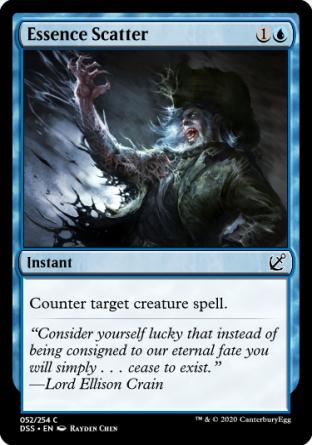 Essence Scatter 1
Instant
Counter target creature spell.
“Consider yourself lucky that instead of
being consigned to our eternal fate you
will simply . . . cease to exist.”
—Lord Ellison Crain
052/254 C
DSS • EN Rayden Chen
™ & © 2020 CanterburyEgg